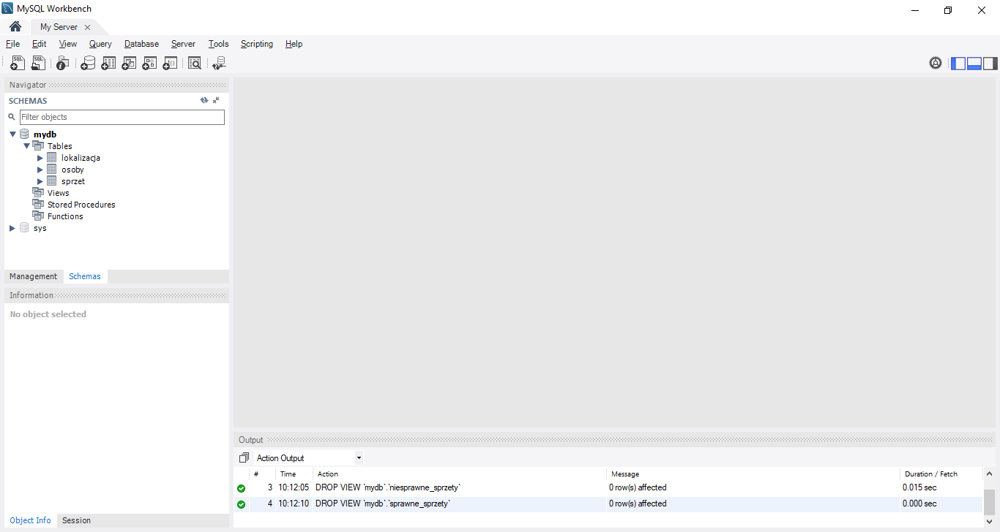 MySQL Workbench
My Server
File Edit View Query Database Server Tools Scripting Help
Navigator
SCHEMAS
Filter objects
mydb
Tables
lokalizacja
osoby
sprzet
Views
Stored Procedures
Functions
sys
Management Schemas
Information
No object selected
Object Info Session
Output
Action Output
# Time Action Message Duration / Fetch
3 10:12:05 DROP VIEW `mydb`.`niesprawne_sprzety` 0 row(s) affected 0.015 sec
4 10:12:10 DROP VIEW `mydb`.`sprawne_sprzety` 0 row(s) affected 0.000 sec